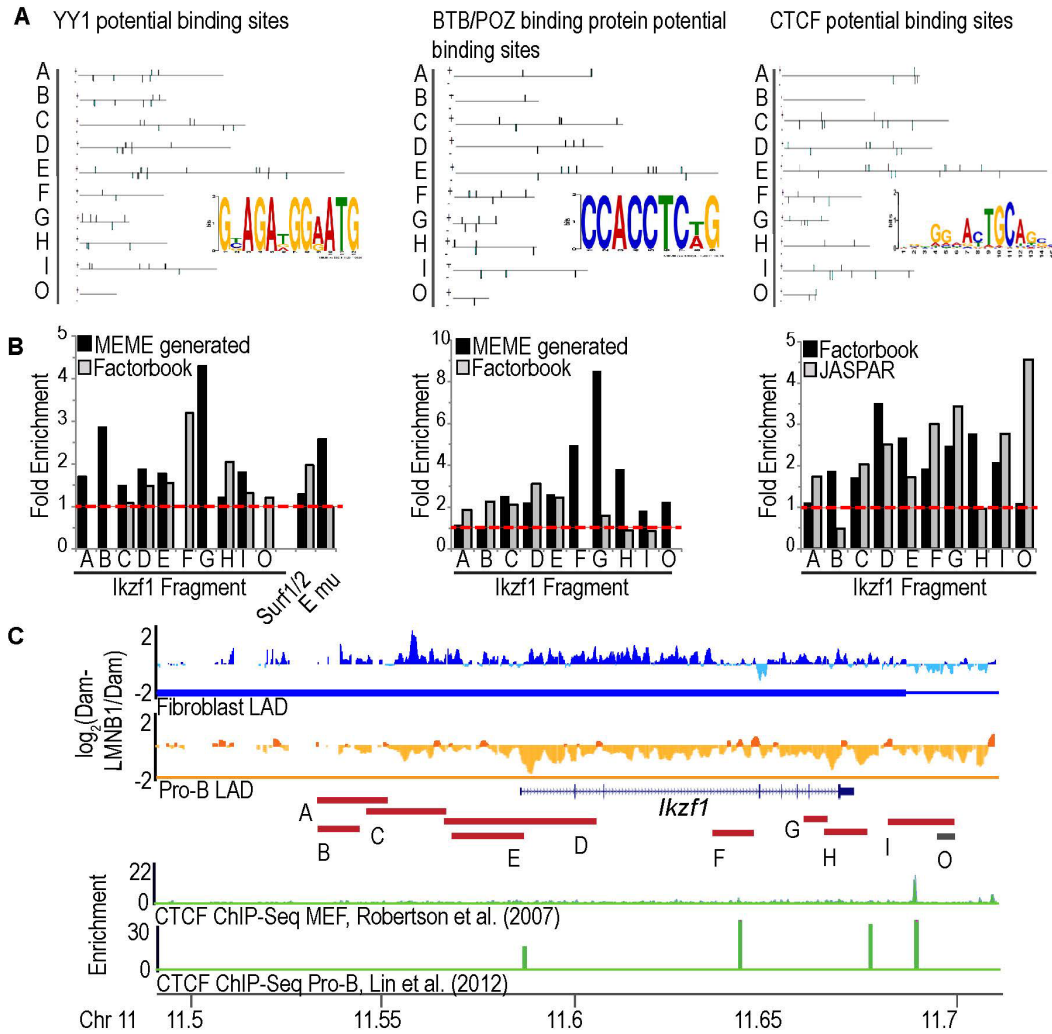 A
YY1 potential binding sites
BTB/POZ binding protein potential
binding sites
CTCF potential binding sites
A
B
C
D
E
F
G
H
I
O
A
B
C
D
E
F
G
H
I
O
A
B
C
D
E
F
G
H
I
O
B
Fold Enrichment
5
4
3
2
1
0
MEME generated
Factorbook
A B C D E F G H I O
Ikzf1 Fragment
Surf1/2
E mu
Fold Enrichment
10
8
6
4
2
0
MEME generated
Factorbook
A B C D E F G H I O
Ikzf1 Fragment
Fold Enrichment
5
4
3
2
1
0
Factorbook
JASPAR
A B C D E F G H I O
Ikzf1 Fragment
C
log2(Dam-
LMNB1/Dam)
2
-2
Fibroblast LAD
2
-2
Pro-B LAD
Ikzf1
A
B
C
E
D
F
G
H
I
O
Enrichment
22
0
CTCF ChIP-Seq MEF, Robertson et al. (2007)
30
0
CTCF ChIP-Seq Pro-B, Lin et al. (2012)
Chr 11 11.5 11.55 11.6 11.65 11.7